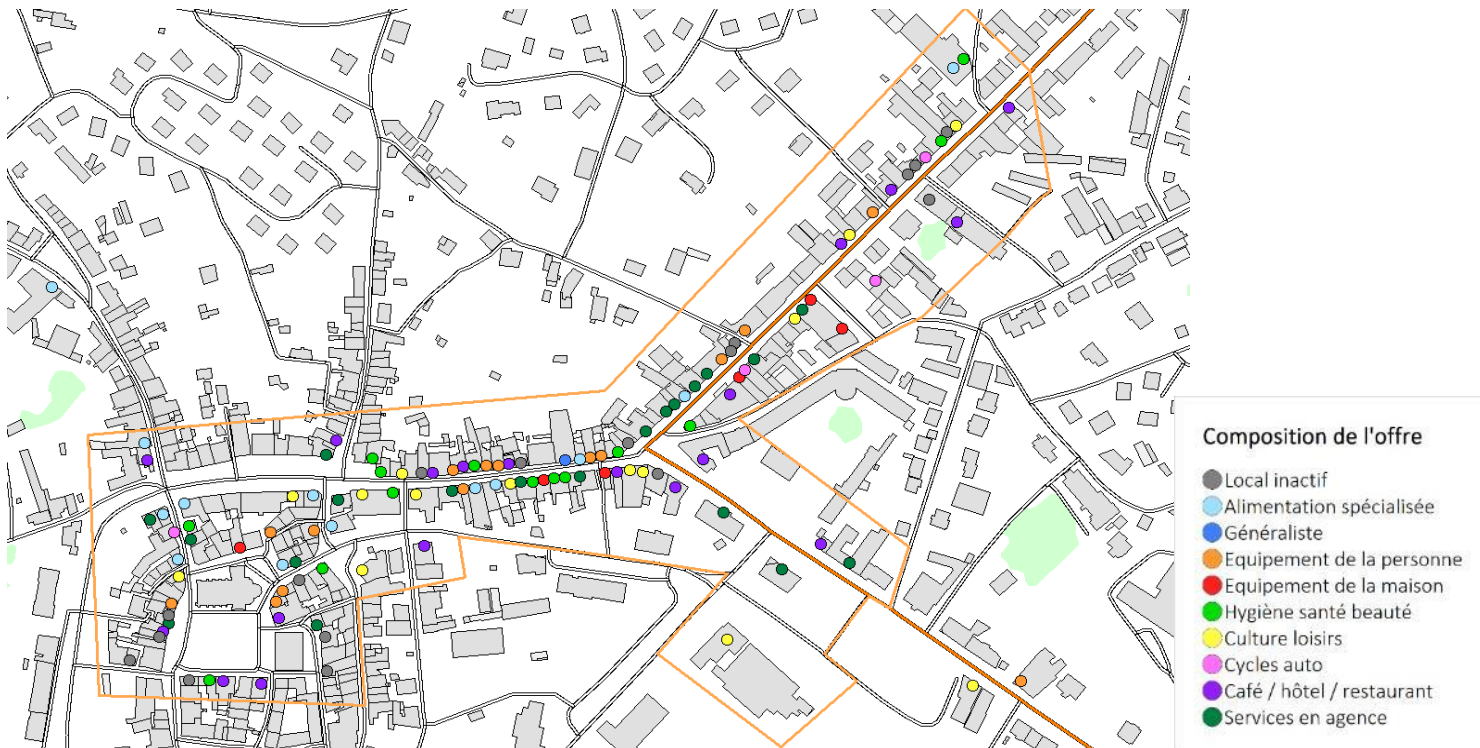 Composition de l'offre
Local inactif
Alimentation spécialisée
Généraliste
Equipement de la personne
Equipement de la maison
Hygiène santé beauté
Culture loisirs
Cycles auto
Café / hôtel / restaurant
Services en agence